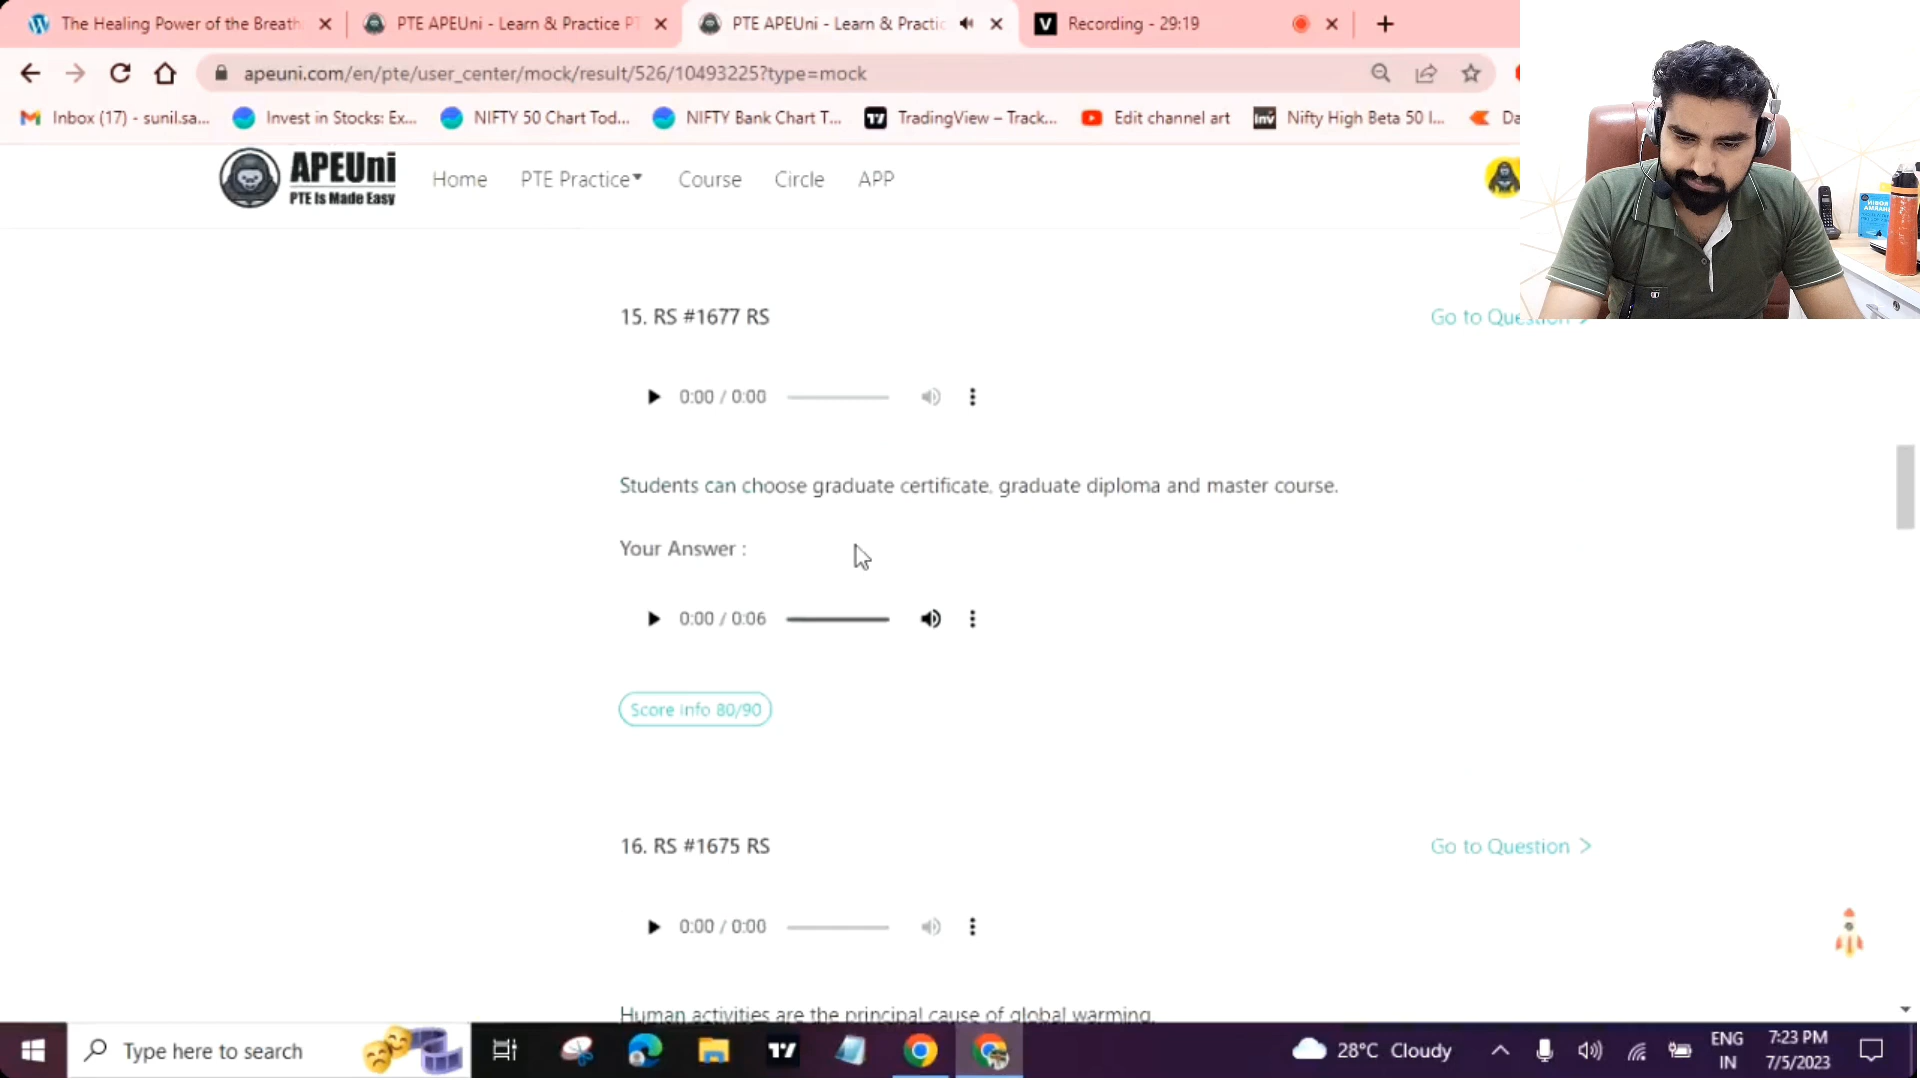 The Healing Power of the Breath
PTE APEUni - Learn & Practice PT
PTE APEUni - Learn & Practic
V
Recording - 29:19
apeuni.com/en/pte/user_center/mock/result/526/10493225?type=mock
Inbox (17) - sunil.sa...
Invest in Stocks: Ex...
NIFTY 50 Chart Tod...
NIFTY Bank Chart T...
TradingView – Track...
Edit channel art
Inv
Nifty High Beta 50 I...
Da
APEUni
PTE Is Made Easy
Home
PTE Practice
Course
Circle
APP
15. RS #1677 RS
Go to Question
0:00 / 0:00
Students can choose graduate certificate, graduate diploma and master course.
Your Answer :
0:00 / 0:06
Score Info 80/90
16. RS #1675 RS
Go to Question >
0:00 / 0:00
Human activities are the principal cause of global warming.
Type here to search
28°C Cloudy
ENG
IN
7:23 PM
7/5/2023